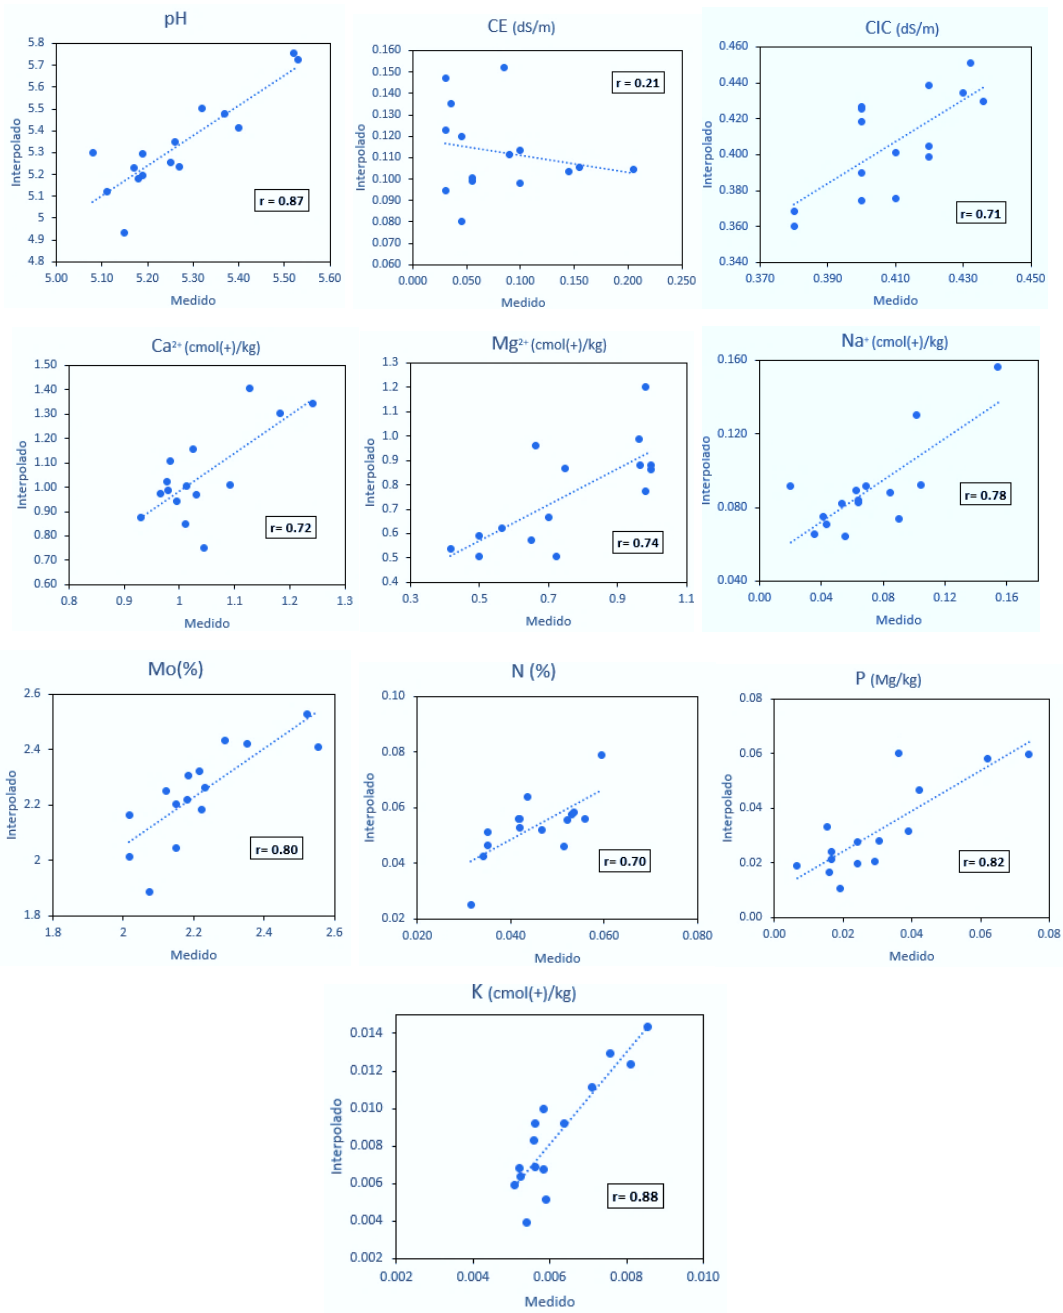 pH
5.8
5.7
5.6
5.5
5.4
5.3
5.2
5.1
5
4.9
4.8
Interpolado
r = 0.87
5.00 5.10 5.20 5.30 5.40 5.50 5.60
Medido
CE (dS/m)
0.160
0.150
0.140
0.130
0.120
0.110
0.100
0.090
0.080
0.070
0.060
Interpolado
r = 0.21
0.000 0.050 0.100 0.150 0.200 0.250
Medido
CIC (dS/m)
0.460
0.440
0.420
0.400
0.380
0.360
0.340
Interpolado
r= 0.71
0.370 0.390 0.410 0.430 0.450
Medido
Ca²⁺ (cmol(+)/kg)
1.50
1.40
1.30
1.20
1.10
1.00
0.90
0.80
0.70
0.60
Interpolado
r= 0.72
0.8 0.9 1 1.1 1.2 1.3
Medido
Mg²⁺ (cmol(+)/kg)
1.3
1.2
1.1
1.0
0.9
0.8
0.7
0.6
0.5
0.4
Interpolado
r= 0.74
0.3 0.5 0.7 0.9 1.1
Medido
Na⁺ (cmol(+)/kg)
0.160
0.120
0.080
0.040
Interpolado
r= 0.78
0.00 0.04 0.08 0.12 0.16
Medido
Mo(%)
2.6
2.4
2.2
2
1.8
Interpolado
r= 0.80
1.8 2 2.2 2.4 2.6
Medido
N (%)
0.10
0.08
0.06
0.04
0.02
Interpolado
r= 0.70
0.020 0.040 0.060 0.080
Medido
P (Mg/kg)
0.08
0.06
0.04
0.02
0.00
Interpolado
r= 0.82
0.00 0.02 0.04 0.06 0.08
Medido
K (cmol(+)/kg)
0.014
0.012
0.010
0.008
0.006
0.004
0.002
Interpolado
r= 0.88
0.002 0.004 0.006 0.008 0.010
Medido